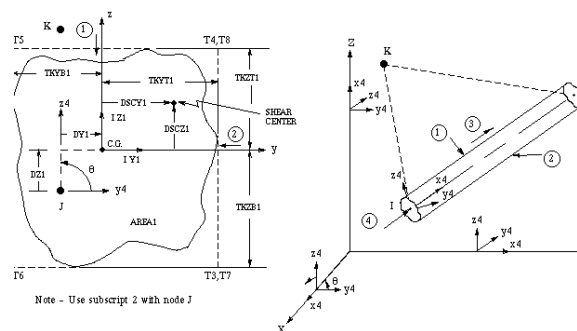 z
K
1
T5
T4,T8
TKYB1
TKYT1
TKZT1
z4
DSCY1
I Z1
SHEAR
CENTER
DSCZ1
DY1
2
C.G.
θ
I Y1
y
DZ1
y4
J
TKZB1
AREA1
T6
T3,T7
Note - Use subscript 2 with node J
Z
K
x4
z4
y4
3
1
2
x4
z4
I
y4
4
z4
y4
x4
z4
θ
y4
x4
X